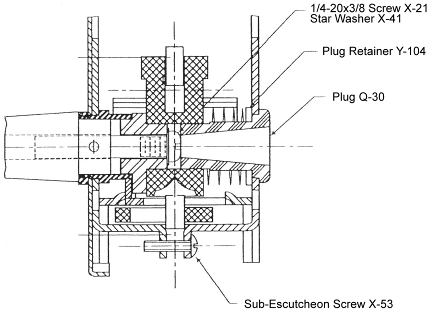 1/4-20x3/8 Screw X-21
Star Washer X-41
Plug Retainer Y-104
Plug Q-30
Sub-Escutcheon Screw X-53